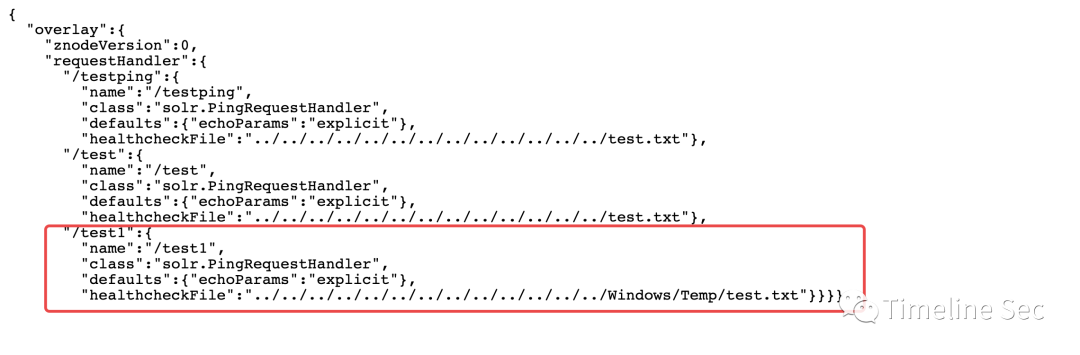 {
"overlay":{
"znodeVersion":0,
"requestHandler":{
"/testping":{
"name":"/testping",
"class":"solr.PingRequestHandler",
"defaults":{"echoParams":"explicit"},
"healthcheckFile":"../../../../../../../../../../../../../test.txt"},
"/test":{
"name":"/test",
"class":"solr.PingRequestHandler",
"defaults":{"echoParams":"explicit"},
"healthcheckFile":"../../../../../../../../../../../../../test.txt"},
"/test1":{
"name":"/test1",
"class":"solr.PingRequestHandler",
"defaults":{"echoParams":"explicit"},
"healthcheckFile":"../../../../../../../../../../../../../Windows/Temp/test.txt"}}}}
Timeline Sec